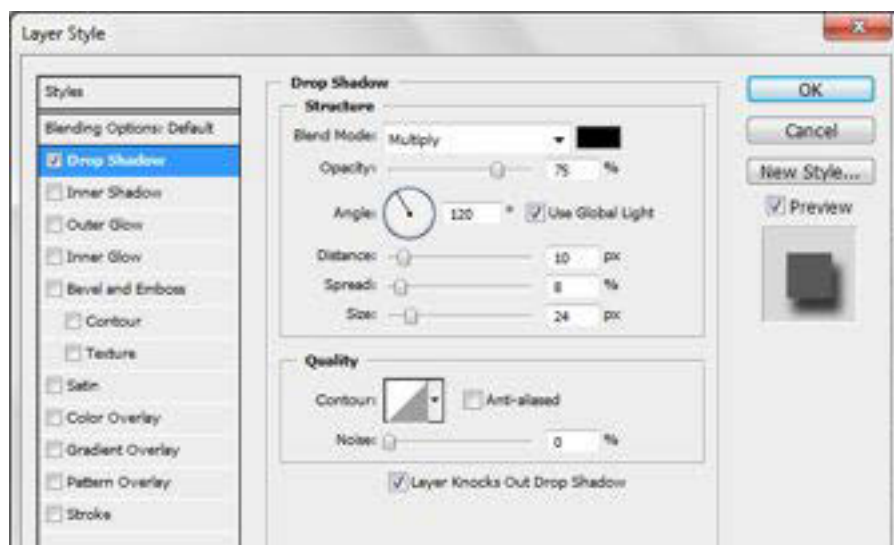 Layer Style
Styles
Blending Options: Default
Drop Shadow
Inner Shadow
Outer Glow
Inner Glow
Bevel and Emboss
Contour
Texture
Satin
Color Overlay
Gradient Overlay
Pattern Overlay
Stroke
Drop Shadow
Structure
Blend Mode: Multiply
Opacity: 75 %
Angle: 120 ° Use Global Light
Distance: 10 px
Spread: 8 %
Size: 24 px
Quality
Contour: Anti-aliased
Noise: 0 %
Layer Knocks Out Drop Shadow
OK
Cancel
New Style...
Preview